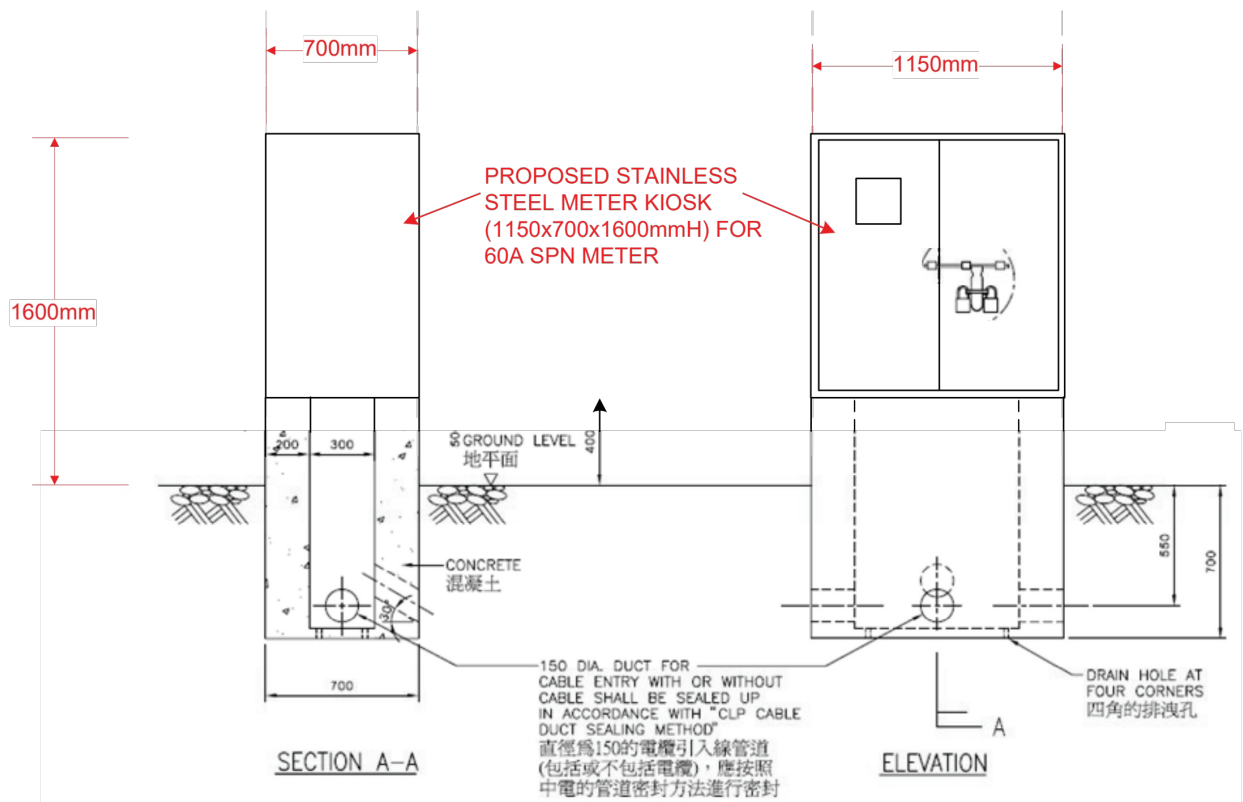 700mm
1150mm
PROPOSED STAINLESS
STEEL METER KIOSK
(1150x700x1600mmH) FOR
60A SPN METER
1600mm
200
300
50
GROUND LEVEL
地平面
400
CONCRETE
混凝土
30°
550
700
700
150 DIA. DUCT FOR
CABLE ENTRY WITH OR WITHOUT
CABLE SHALL BE SEALED UP
IN ACCORDANCE WITH "CLP CABLE
DUCT SEALING METHOD"
直徑爲150的電纜引入線管道
(包括或不包括電纜)，應按照
中電的管道密封方法進行密封
DRAIN HOLE AT
FOUR CORNERS
四角的排洩孔
A
SECTION A-A
ELEVATION